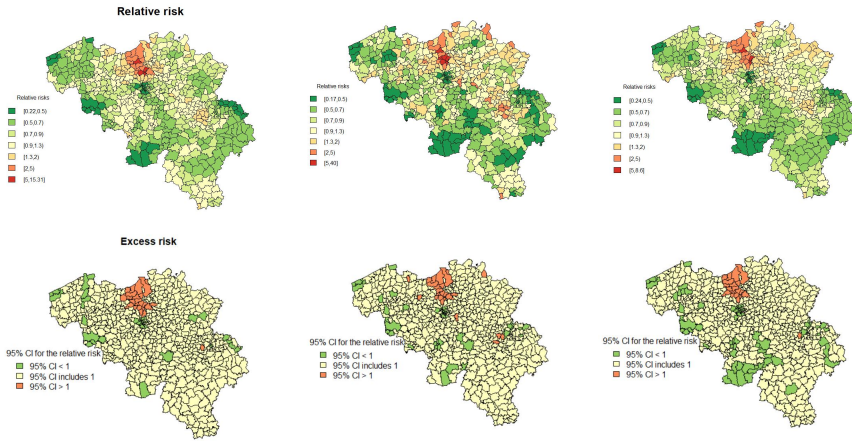 Relative risk
Relative risks
[0.22,0.5)
[0.5,0.7)
[0.7,0.9)
[0.9,1.3)
[1.3,2)
[2,5)
[5,15.31]
Relative risks
[0.17,0.5)
[0.5,0.7)
[0.7,0.9)
[0.9,1.3)
[1.3,2)
[2,5)
[5,40]
Relative risks
[0.24,0.5)
[0.5,0.7)
[0.7,0.9)
[0.9,1.3)
[1.3,2)
[2,5)
[5,8.6]
Excess risk
95% CI for the relative risk
95% CI < 1
95% CI includes 1
95% CI > 1
95% CI for the relative risk
95% CI < 1
95% CI includes 1
95% CI > 1
95% CI for the relative risk
95% CI < 1
95% CI includes 1
95% CI > 1